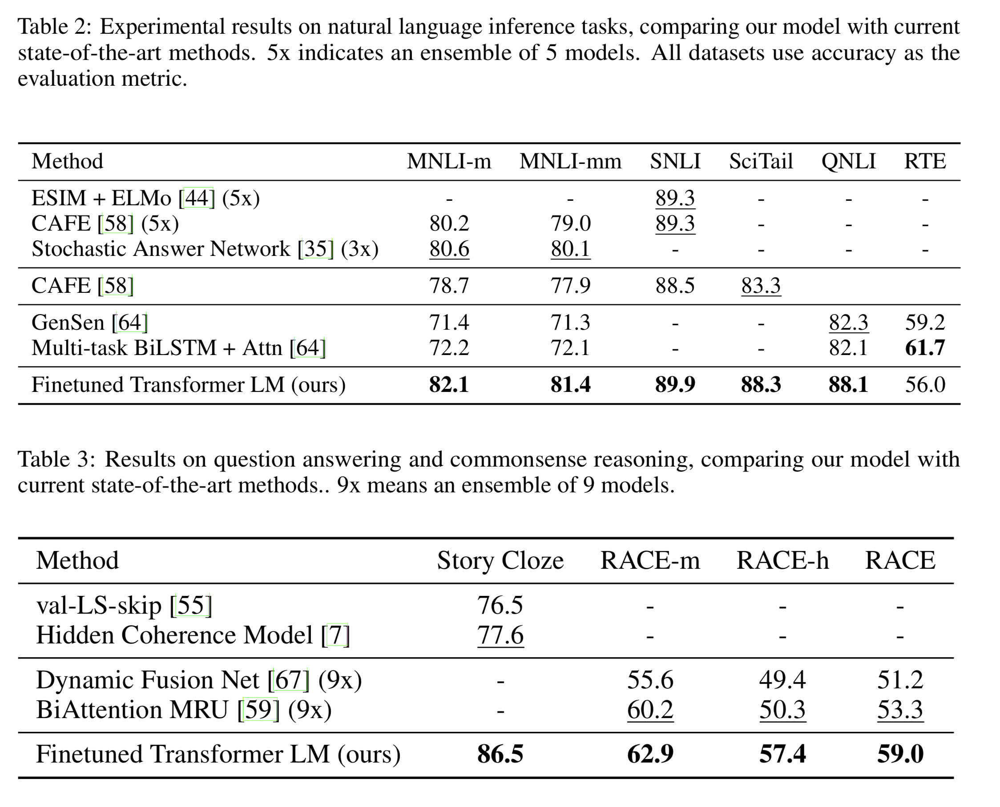 Table 2: Experimental results on natural language inference tasks, comparing our model with current
state-of-the-art methods. 5x indicates an ensemble of 5 models. All datasets use accuracy as the
evaluation metric.
Method MNLI-m MNLI-mm SNLI SciTail QNLI RTE
ESIM + ELMo [44] (5x) - - 89.3 - - -
CAFE [58] (5x) 80.2 79.0 89.3 - - -
Stochastic Answer Network [35] (3x) 80.6 80.1 - - - -
CAFE [58] 78.7 77.9 88.5 83.3
GenSen [64] 71.4 71.3 - - 82.3 59.2
Multi-task BiLSTM + Attn [64] 72.2 72.1 - - 82.1 61.7
Finetuned Transformer LM (ours) 82.1 81.4 89.9 88.3 88.1 56.0
Table 3: Results on question answering and commonsense reasoning, comparing our model with
current state-of-the-art methods.. 9x means an ensemble of 9 models.
Method Story Cloze RACE-m RACE-h RACE
val-LS-skip [55] 76.5 - - -
Hidden Coherence Model [7] 77.6 - - -
Dynamic Fusion Net [67] (9x) - 55.6 49.4 51.2
BiAttention MRU [59] (9x) - 60.2 50.3 53.3
Finetuned Transformer LM (ours) 86.5 62.9 57.4 59.0